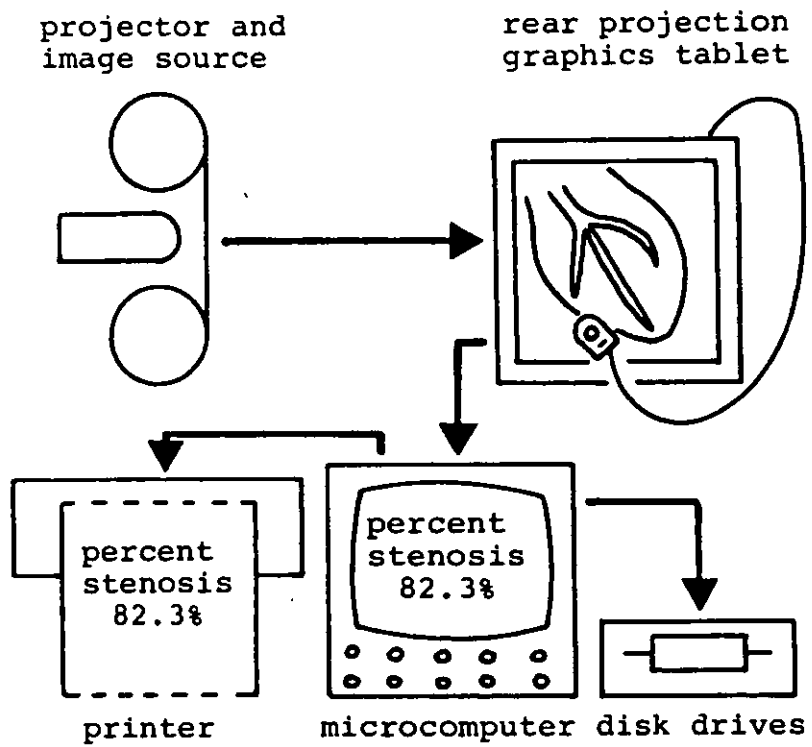 projector and
image source
rear projection
graphics tablet
percent
stenosis
82.3%
percent
stenosis
82.3%
printer
microcomputer
disk drives